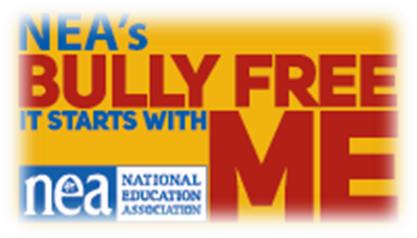 NEA's
BULLY FREE
IT STARTS WITH
ME
nea
NATIONAL
EDUCATION
ASSOCIATION